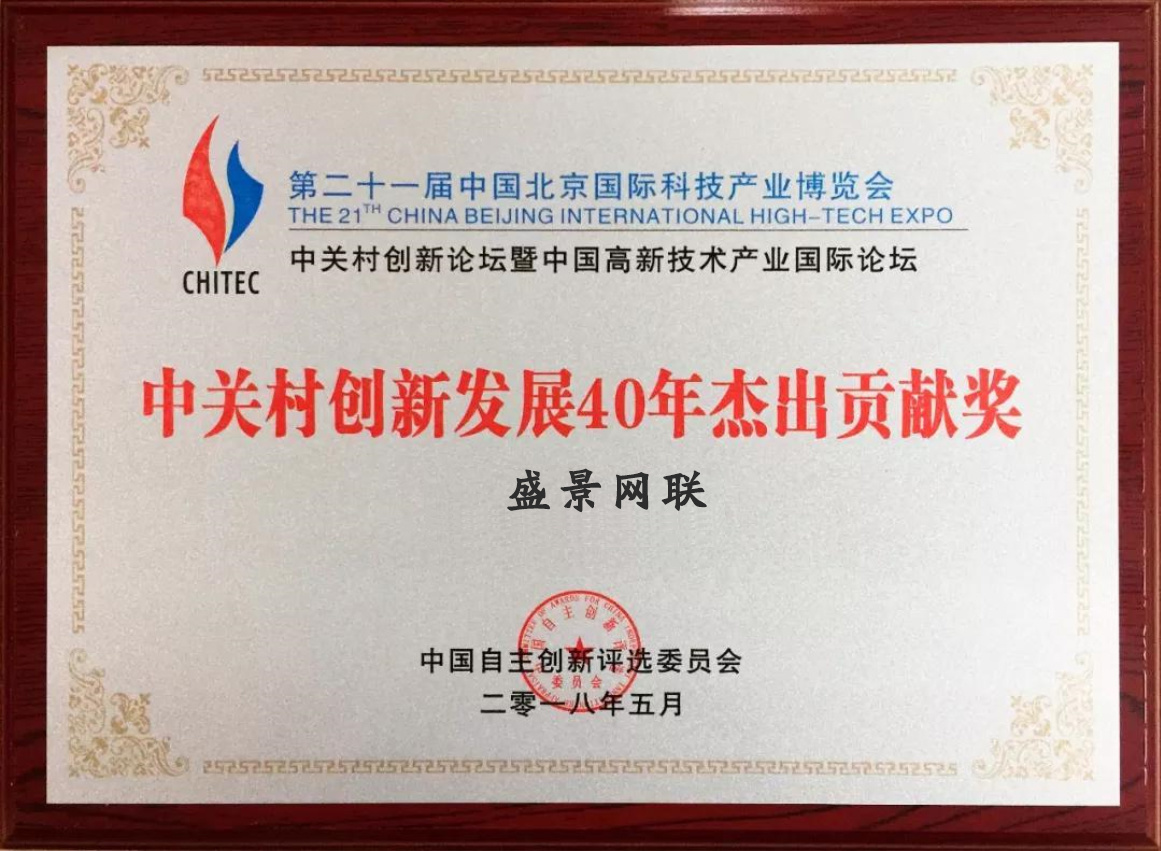 第二十一届中国北京国际科技产业博览会
THE 21TH CHINA BEIJING INTERNATIONAL HIGH-TECH EXPO
CHITEC
中关村创新论坛暨中国高新技术产业国际论坛
中关村创新发展40年杰出贡献奖
盛景网联
中国自主创新评选委员会
二零一八年五月
委员会